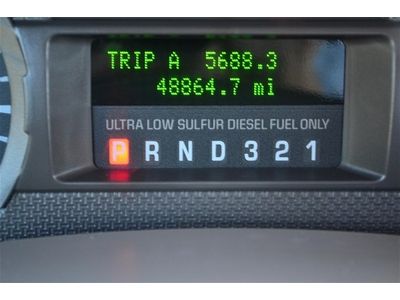 TRIP A 5688.3
48864.7 mi
ULTRA LOW SULFUR DIESEL FUEL ONLY
P R N D 3 2 1